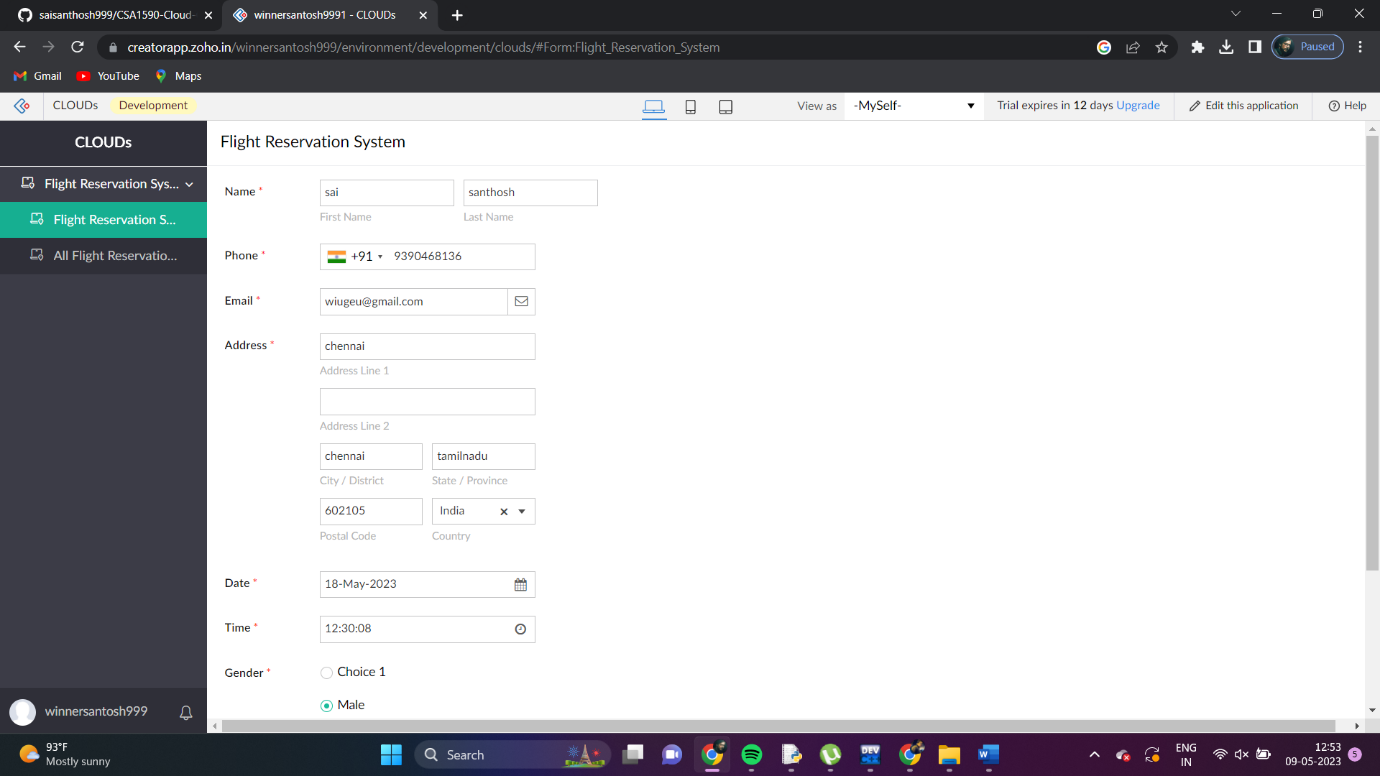 saisanthosh999/CSA1590-Cloud-
winnersantosh9991 - CLOUDs
creatorapp.zoho.in/winnersantosh999/environment/development/clouds/#Form:Flight_Reservation_System
Paused
Gmail YouTube Maps
CLOUDs Development View as -MySelf- Trial expires in 12 days Upgrade Edit this application Help
CLOUDs
Flight Reservation System
Flight Reservation Sys...
Flight Reservation S...
All Flight Reservatio...
Name *
sai santhosh
First Name Last Name
Phone *
+91 9390468136
Email *
wiugeu@gmail.com
Address *
chennai
Address Line 1
Address Line 2
chennai tamilnadu
City / District State / Province
602105 India
Postal Code Country
Date *
18-May-2023
Time *
12:30:08
Gender *
Choice 1
Male
winnersantosh999
93°F
Mostly sunny
Search
DEV
ENG
IN
12:53
09-05-2023
5